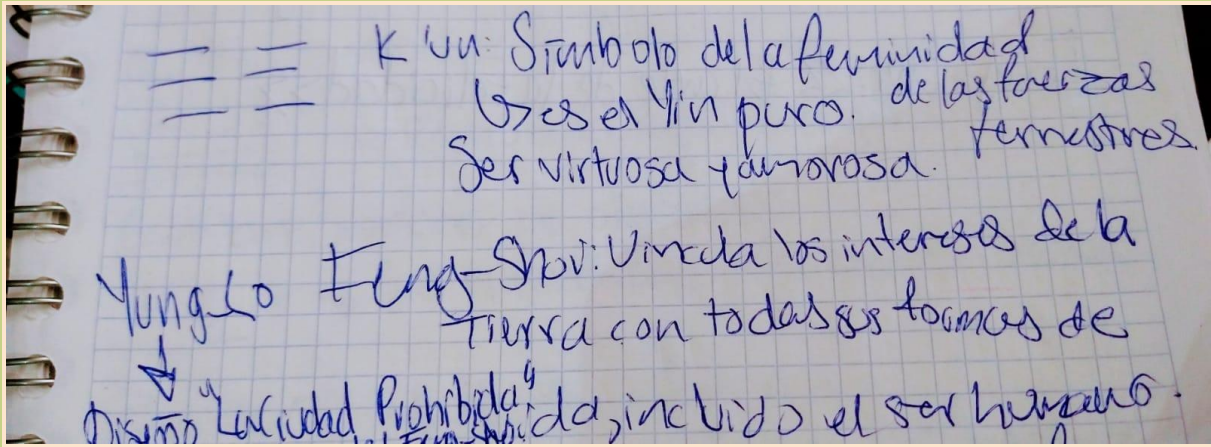 K'un: Símbolo de la feminidad
de las fuerzas
↳ es el Yin puro.
terrestres.
Ser virtuosa y amorosa.
Feng-Shui: Vincula los intereses de la
Yung Lo
Tierra con todas sus formas de
vida, incluido el ser humano.
↓
Diseñó "La Ciudad Prohibida"